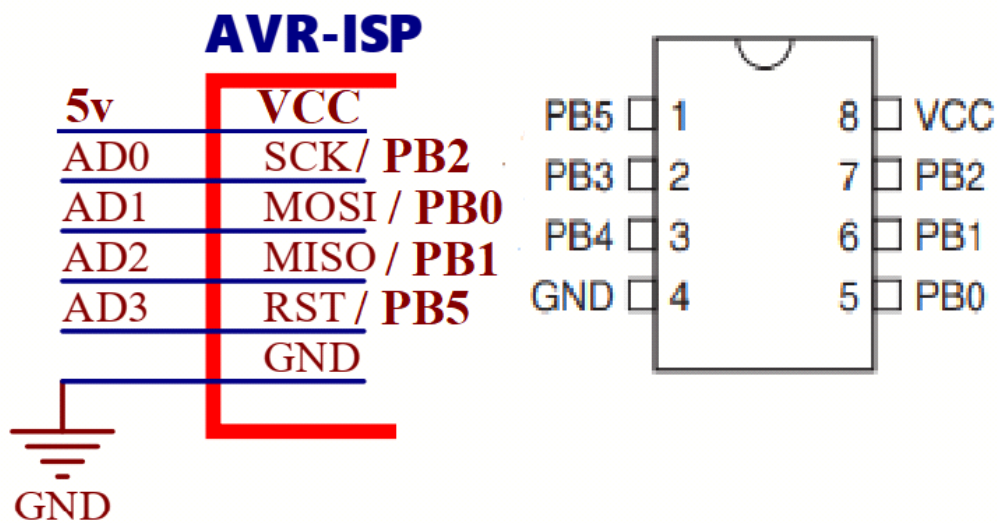 AVR-ISP
5v VCC
AD0 SCK/ PB2
AD1 MOSI / PB0
AD2 MISO / PB1
AD3 RST / PB5
GND
GND
PB5 1 8 VCC
PB3 2 7 PB2
PB4 3 6 PB1
GND 4 5 PB0